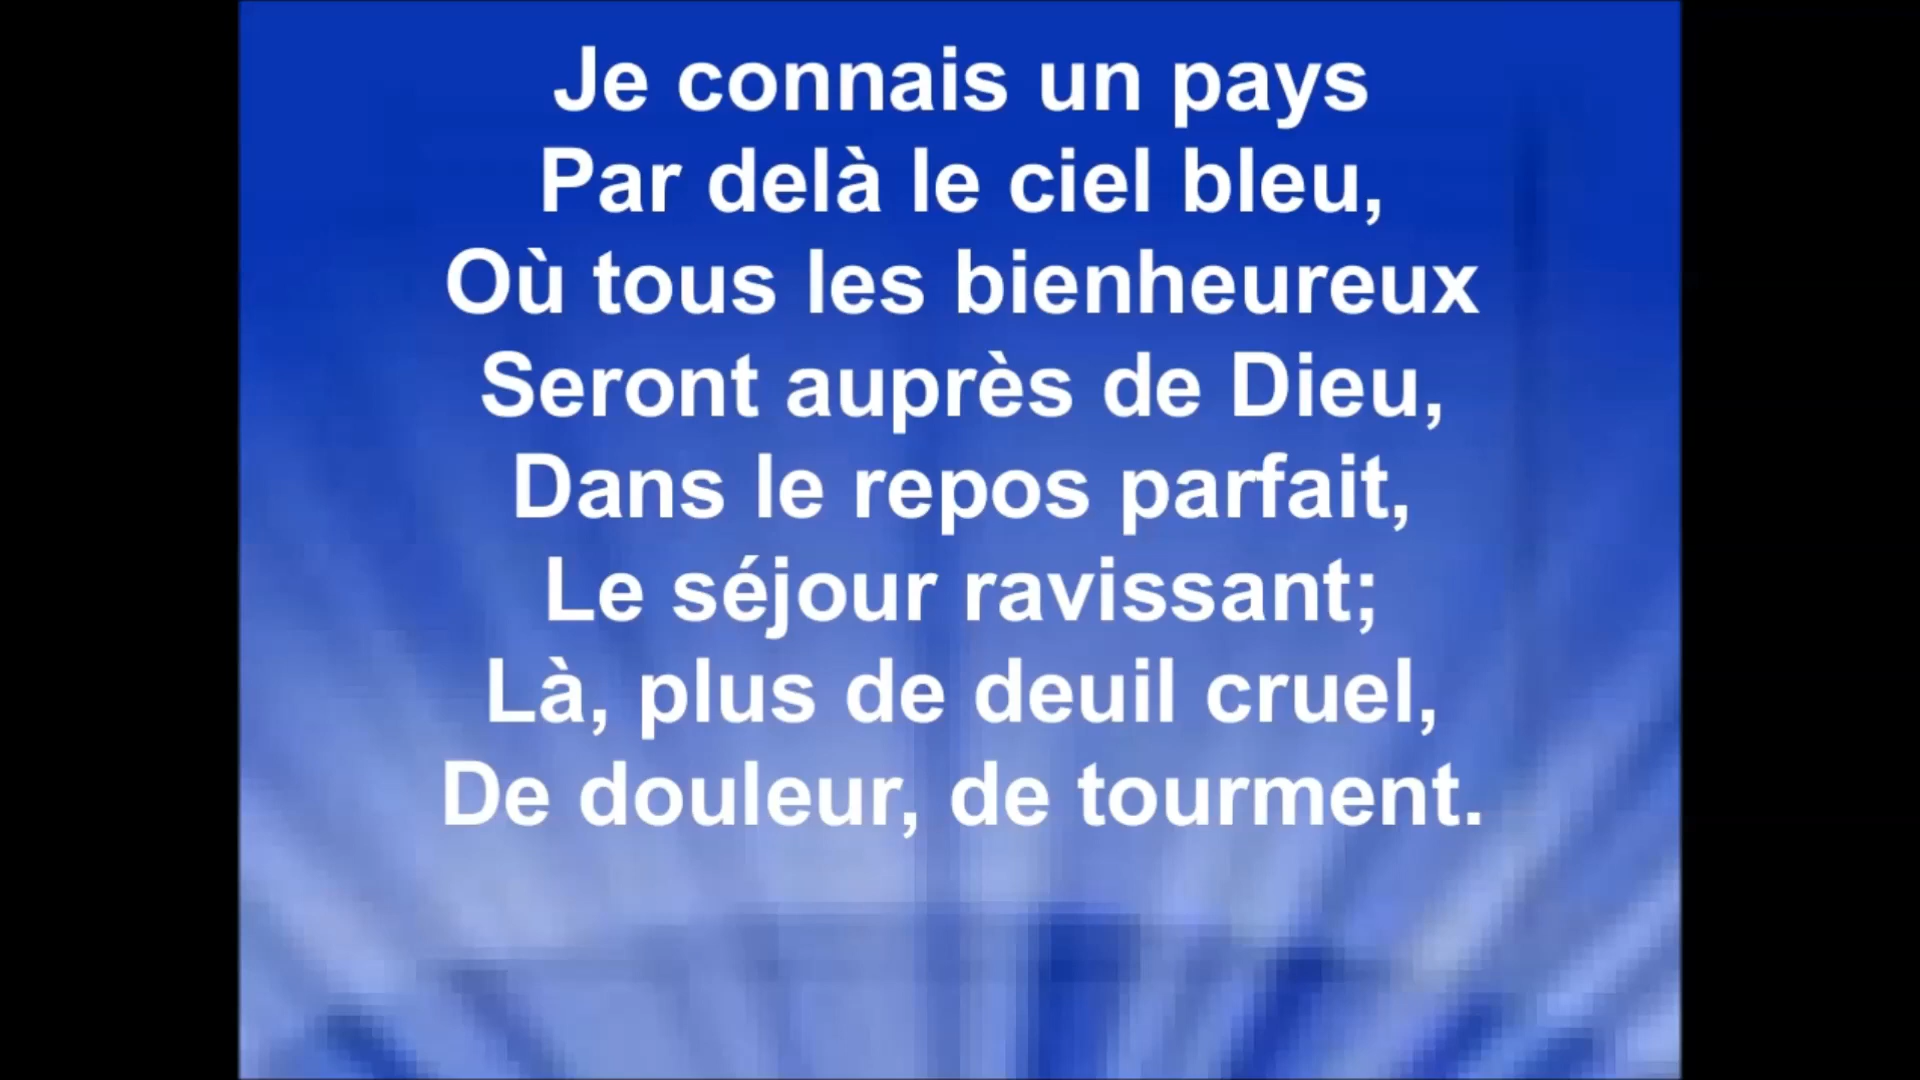 Je connais un pays
Par delà le ciel bleu,
Où tous les bienheureux
Seront auprès de Dieu,
Dans le repos parfait,
Le séjour ravissant;
Là, plus de deuil cruel,
De douleur, de tourment.